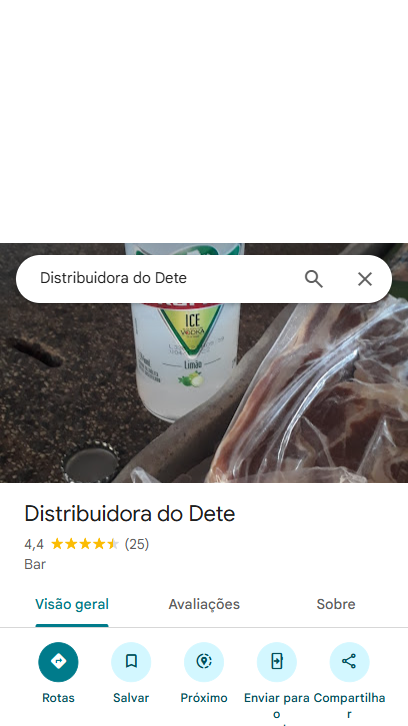 Distribuidora do Dete
ICE
VODKA
Limão
Distribuidora do Dete
4,4 (25)
Bar
Visão geral Avaliações Sobre
Rotas Salvar Próximo Enviar para o Compartilhar